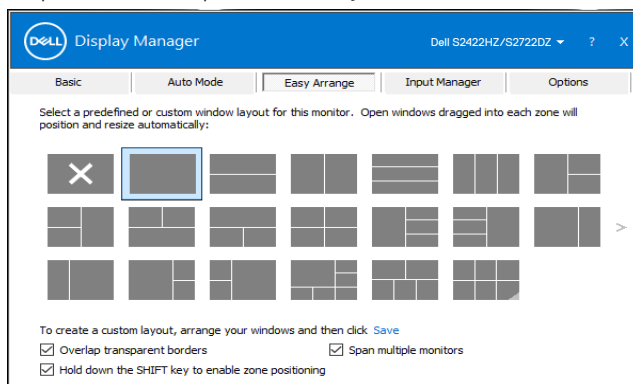 DELL Display Manager Dell S2422HZ/S2722DZ ? X
Basic Auto Mode Easy Arrange Input Manager Options
Select a predefined or custom window layout for this monitor. Open windows dragged into each zone will
position and resize automatically:
>
To create a custom layout, arrange your windows and then click Save
Overlap transparent borders Span multiple monitors
Hold down the SHIFT key to enable zone positioning